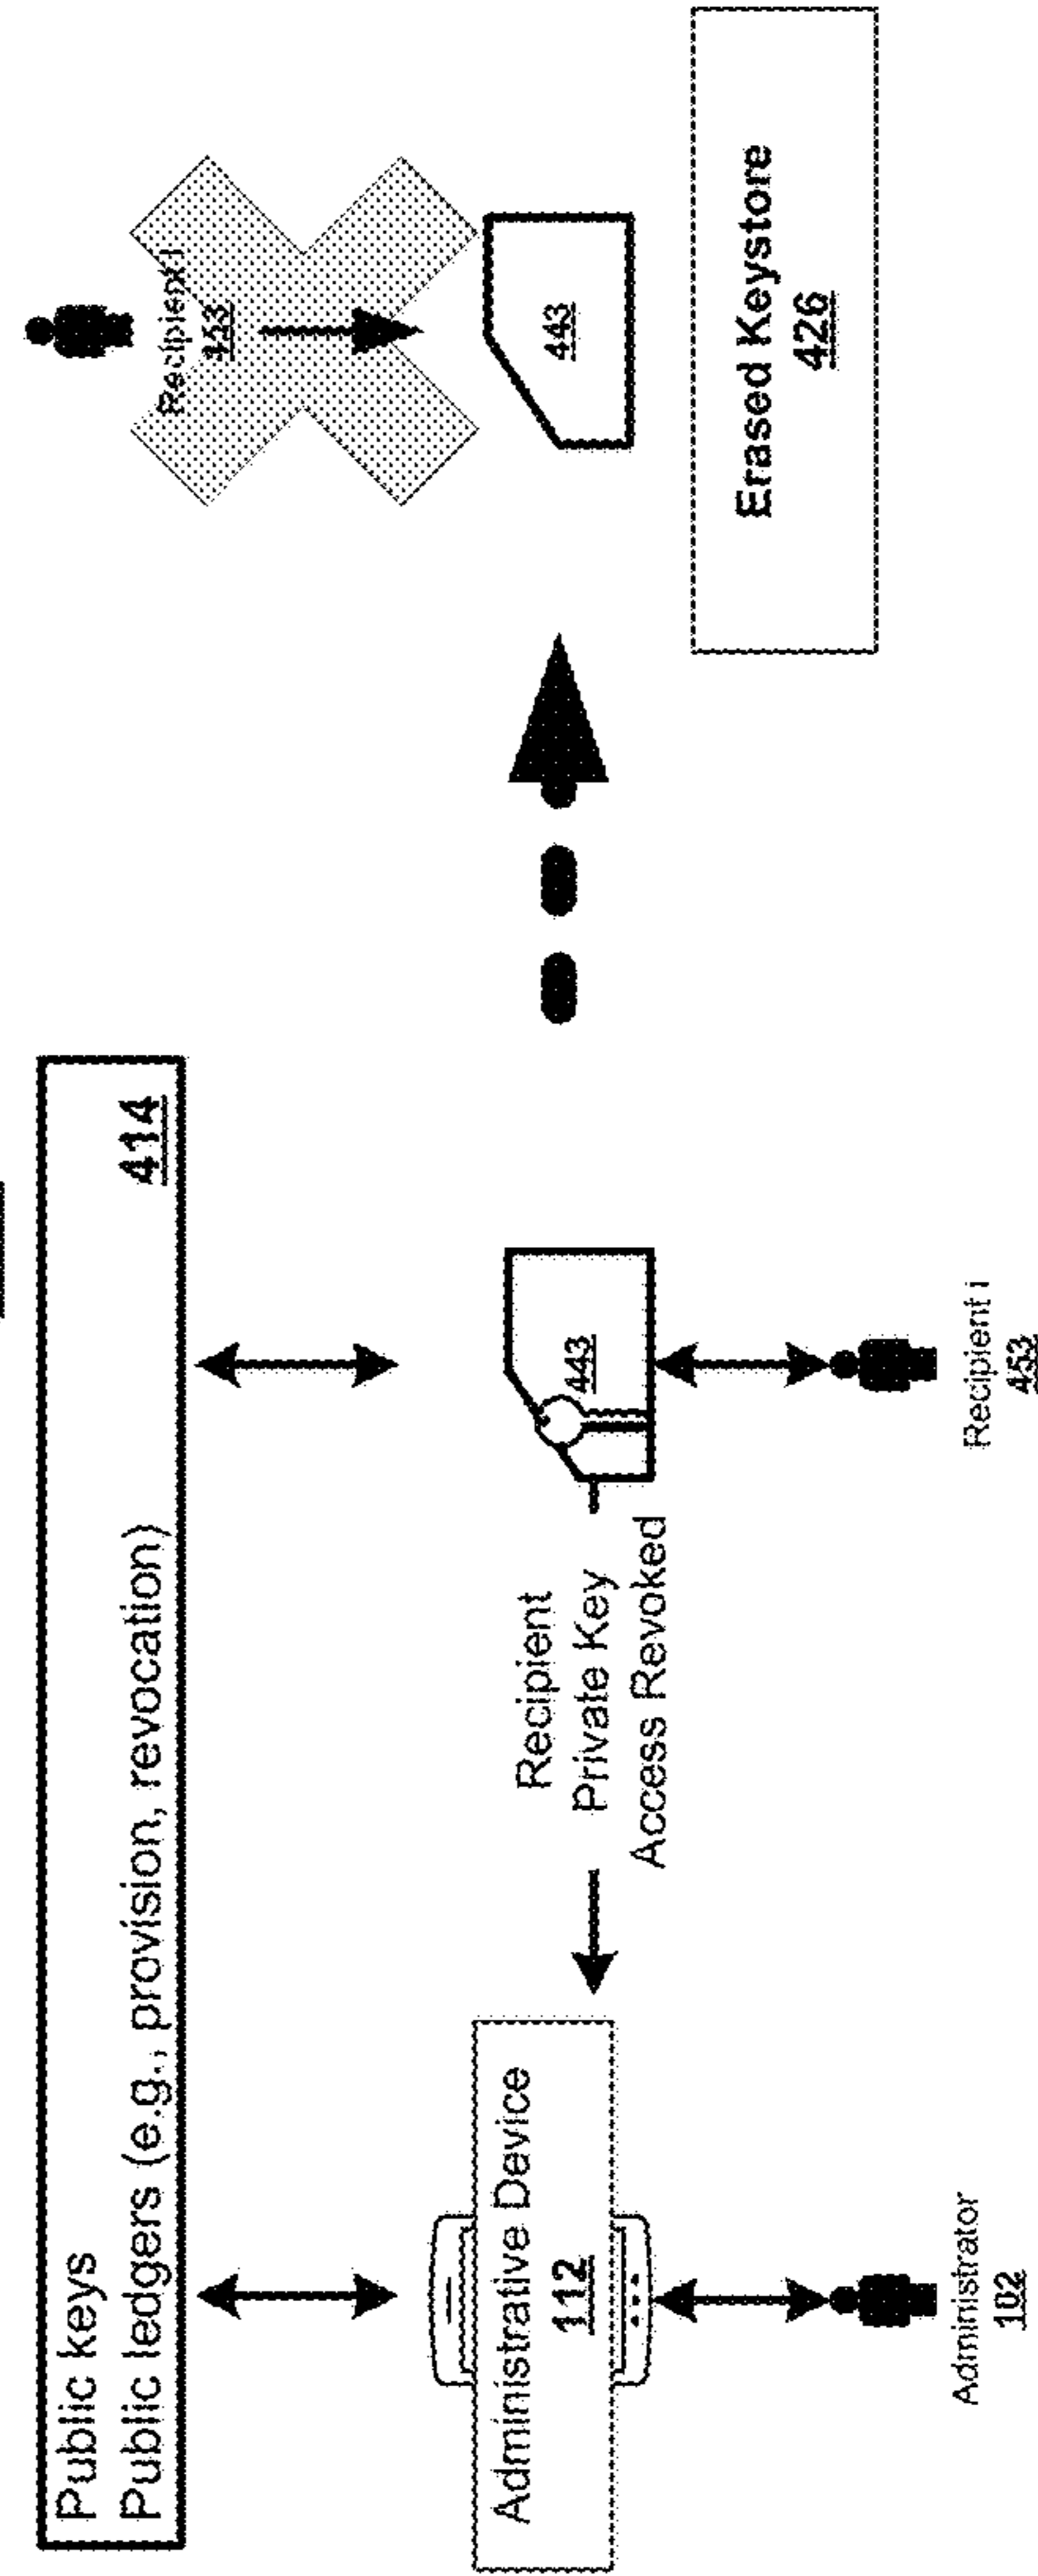 Public keys
Public ledgers (e.g., provision, revocation)
414
Administrative Device
112
Administrator
102
Recipient
Private Key
Access Revoked
443
Recipient i
453
Recipient i
453
443
Erased Keystore
426